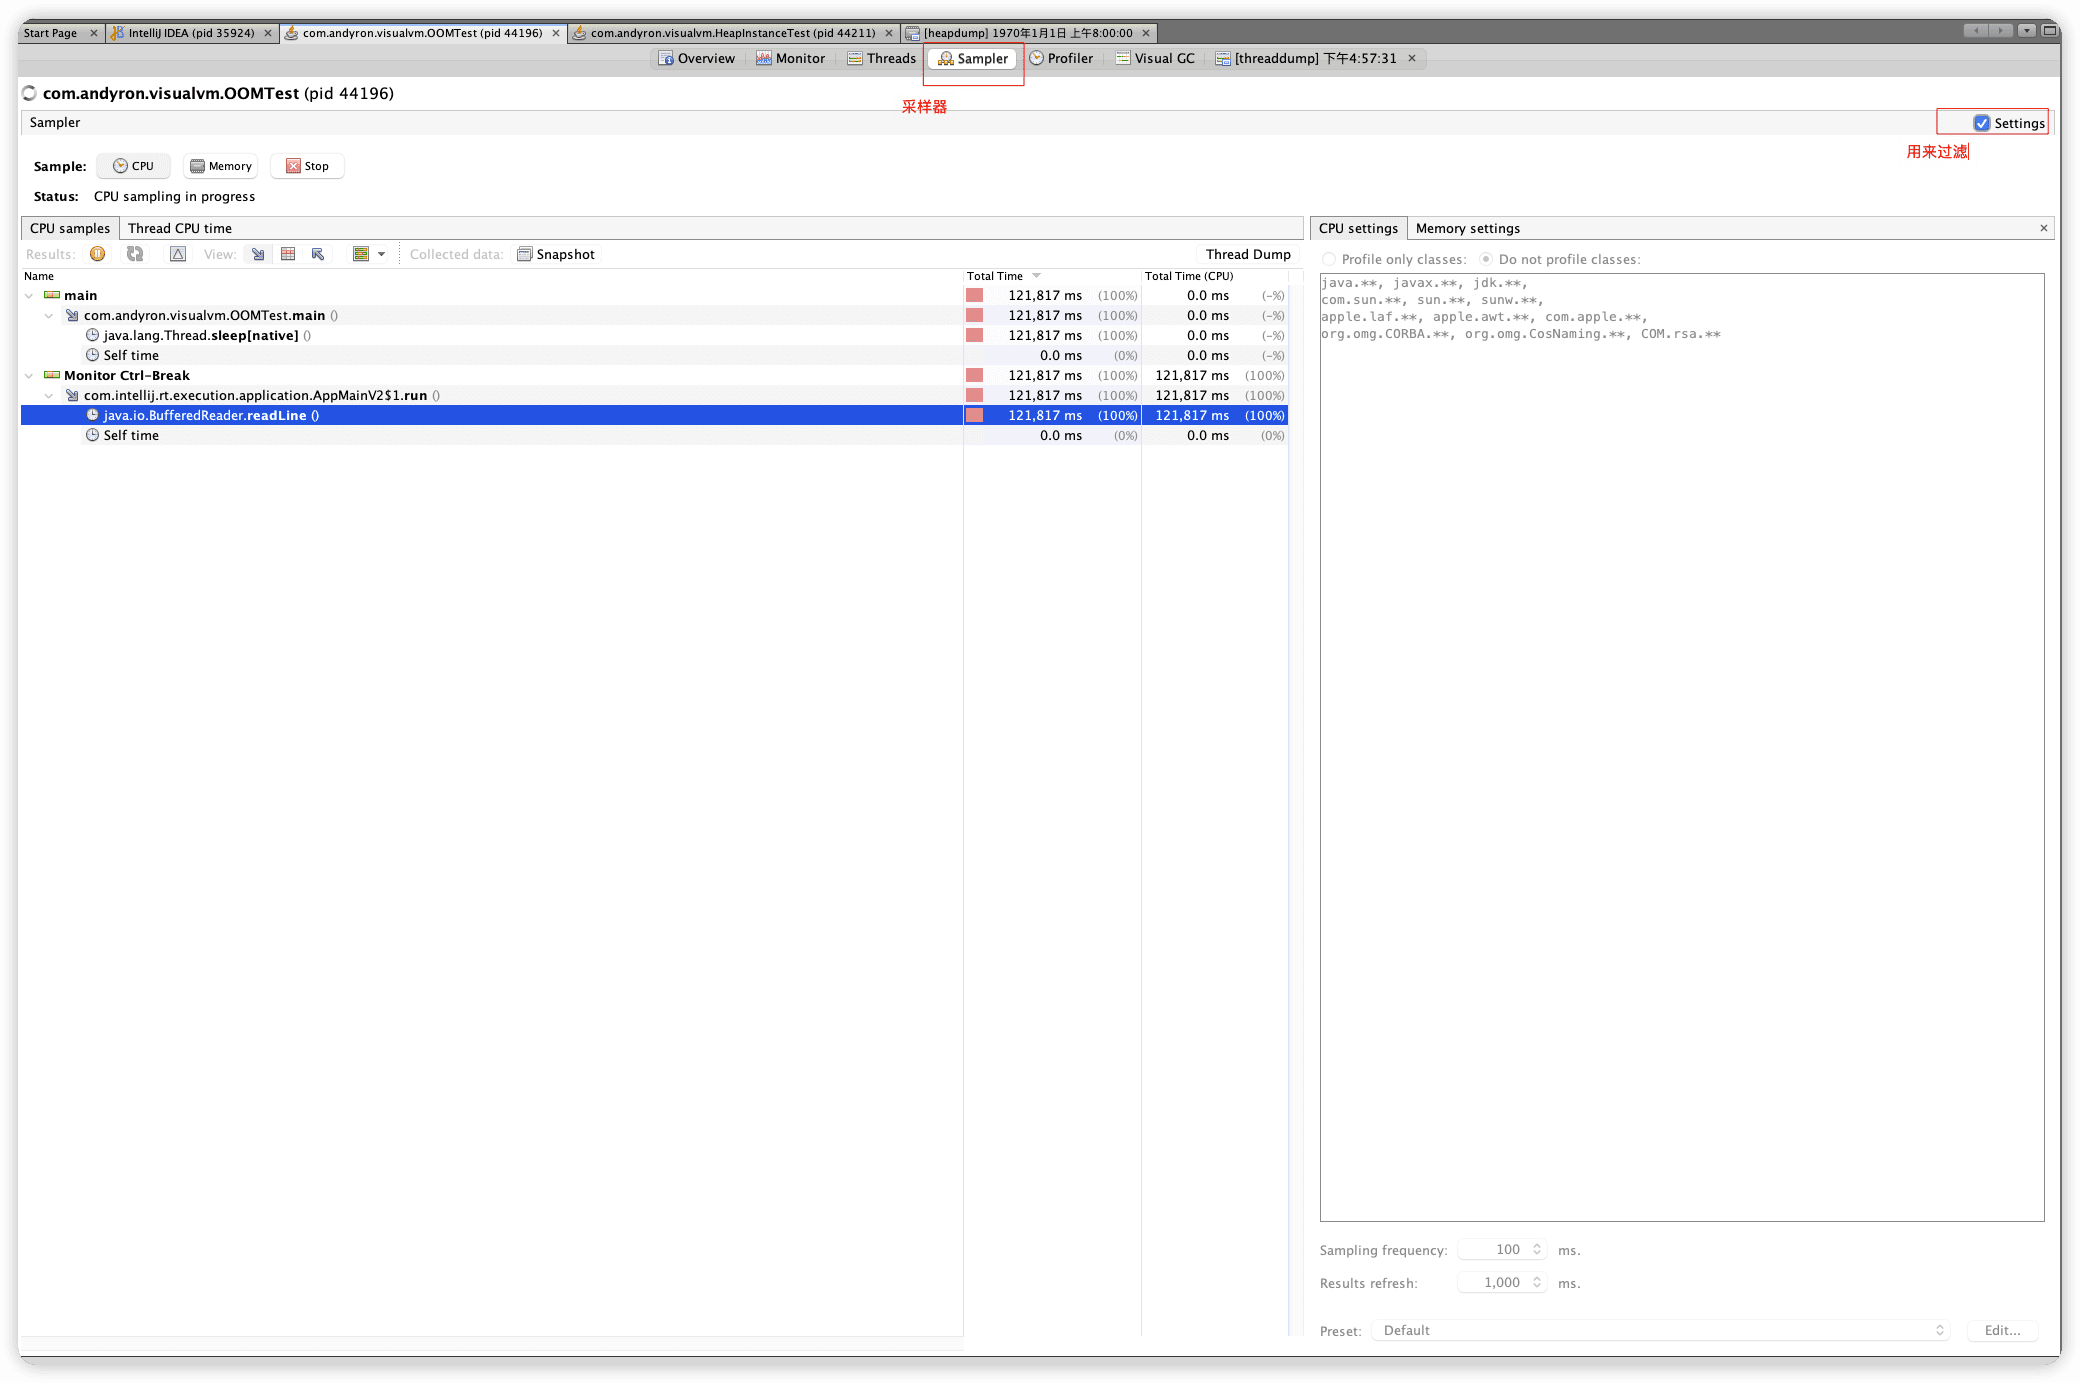 Start Page
IntelliJ IDEA (pid 35924)
com.andyron.visualvm.OOMTest (pid 44196)
com.andyron.visualvm.HeapInstanceTest (pid 44211)
[heapdump] 1970年1月1日 上午8:00:00
Overview
Monitor
Threads
Sampler
Profiler
Visual GC
[threaddump] 下午4:57:31
com.andyron.visualvm.OOMTest (pid 44196)
采样器
Sampler
Settings
用来过滤
Sample:
CPU
Memory
Stop
Status: CPU sampling in progress
CPU samples
Thread CPU time
Results:
View:
Collected data:
Snapshot
Thread Dump
Name
Total Time
Total Time (CPU)
main 121,817 ms (100%) 0.0 ms (-%)
com.andyron.visualvm.OOMTest.main () 121,817 ms (100%) 0.0 ms (-%)
java.lang.Thread.sleep[native] () 121,817 ms (100%) 0.0 ms (-%)
Self time 0.0 ms (0%) 0.0 ms (-%)
Monitor Ctrl-Break 121,817 ms (100%) 121,817 ms (100%)
com.intellij.rt.execution.application.AppMainV2$1.run () 121,817 ms (100%) 121,817 ms (100%)
java.io.BufferedReader.readLine () 121,817 ms (100%) 121,817 ms (100%)
Self time 0.0 ms (0%) 0.0 ms (0%)
CPU settings
Memory settings
Profile only classes:
Do not profile classes:
java.**, javax.**, jdk.**,
com.sun.**, sun.**, sunw.**,
apple.laf.**, apple.awt.**, com.apple.**,
org.omg.CORBA.**, org.omg.CosNaming.**, COM.rsa.**
Sampling frequency: 100 ms.
Results refresh: 1,000 ms.
Preset: Default
Edit...